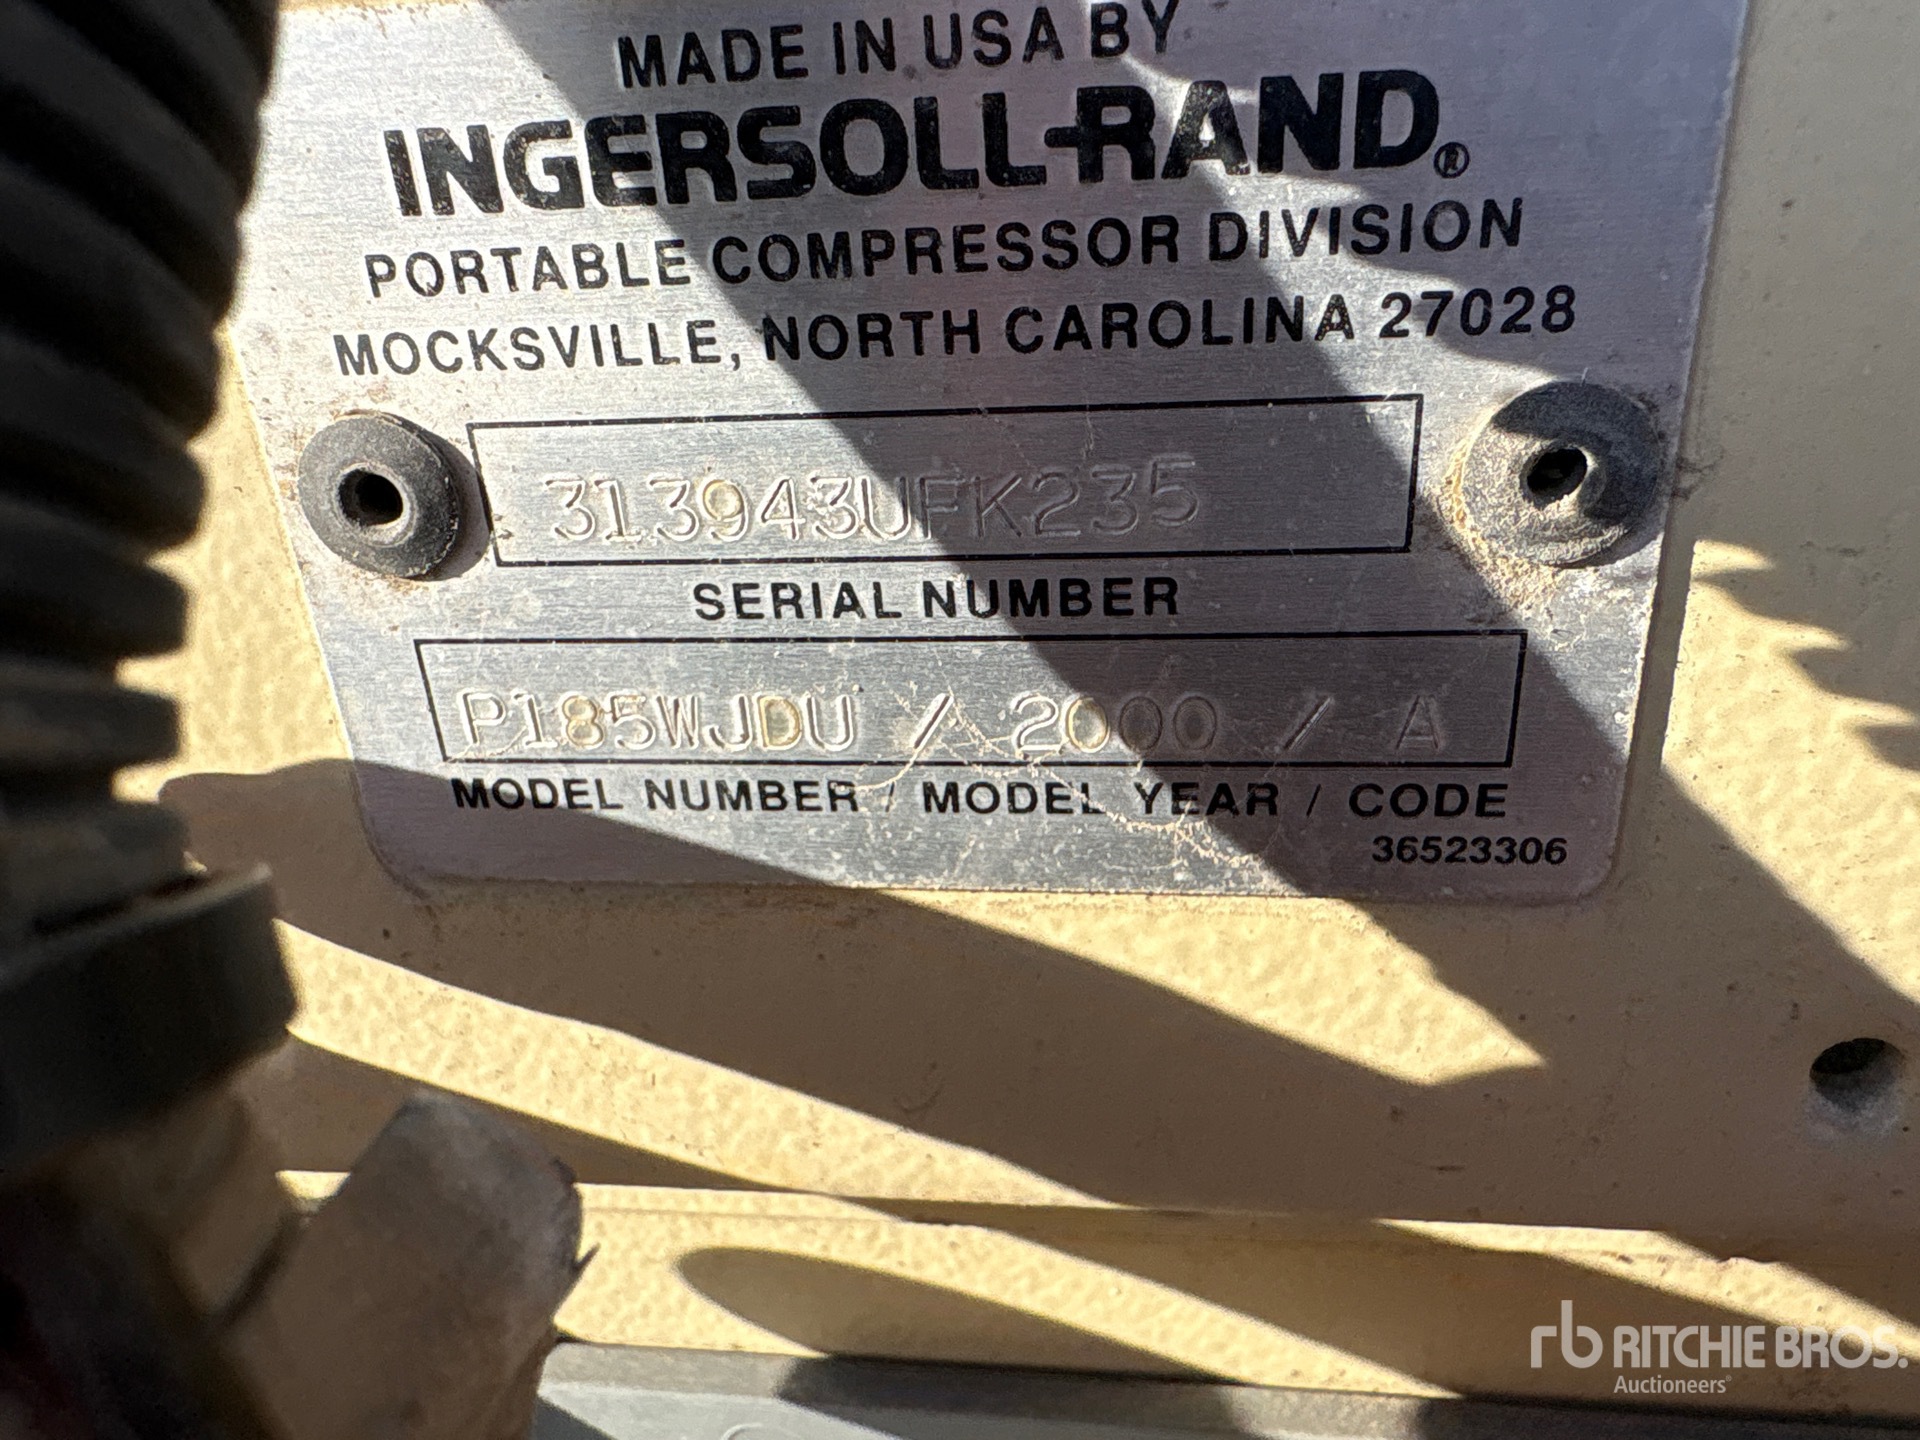 MADE IN USA BY
INGERSOLL-RAND®
PORTABLE COMPRESSOR DIVISION
MOCKSVILLE, NORTH CAROLINA 27028
313943UFK235
SERIAL NUMBER
P185WJDU / 2000 / A
MODEL NUMBER / MODEL YEAR / CODE
36523306
rb RITCHIE BROS.
Auctioneers